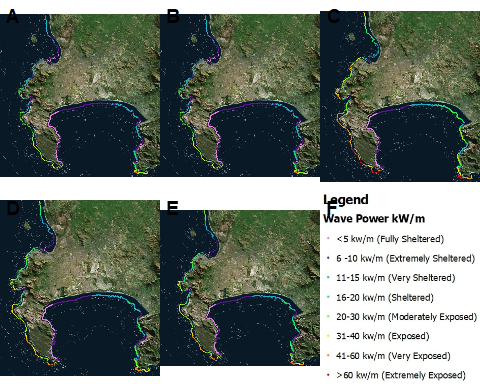 A
B
C
D
E
F
Legend
Wave Power kW/m
<5 kw/m (Fully Sheltered)
6 -10 kw/m (Extremely Sheltered)
11-15 kw/m (Very Sheltered)
16-20 kw/m (Sheltered)
20-30 kw/m (Moderately Exposed)
31-40 kw/m (Exposed)
41-60 kw/m (Very Exposed)
>60 kw/m (Extremely Exposed)